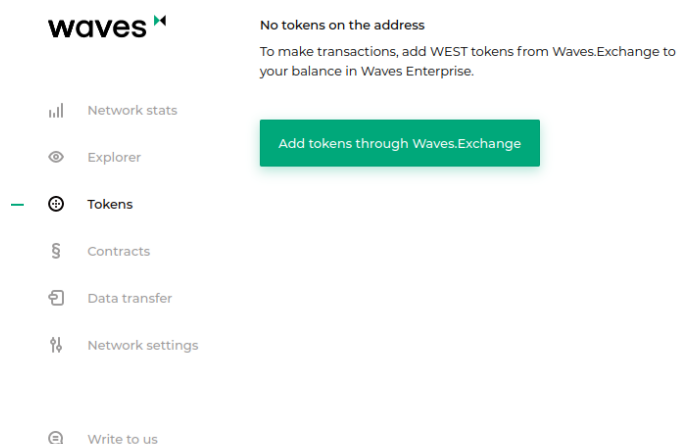 waves
No tokens on the address
To make transactions, add WEST tokens from Waves.Exchange to
your balance in Waves Enterprise.
Add tokens through Waves.Exchange
Network stats
Explorer
Tokens
Contracts
Data transfer
Network settings
Write to us